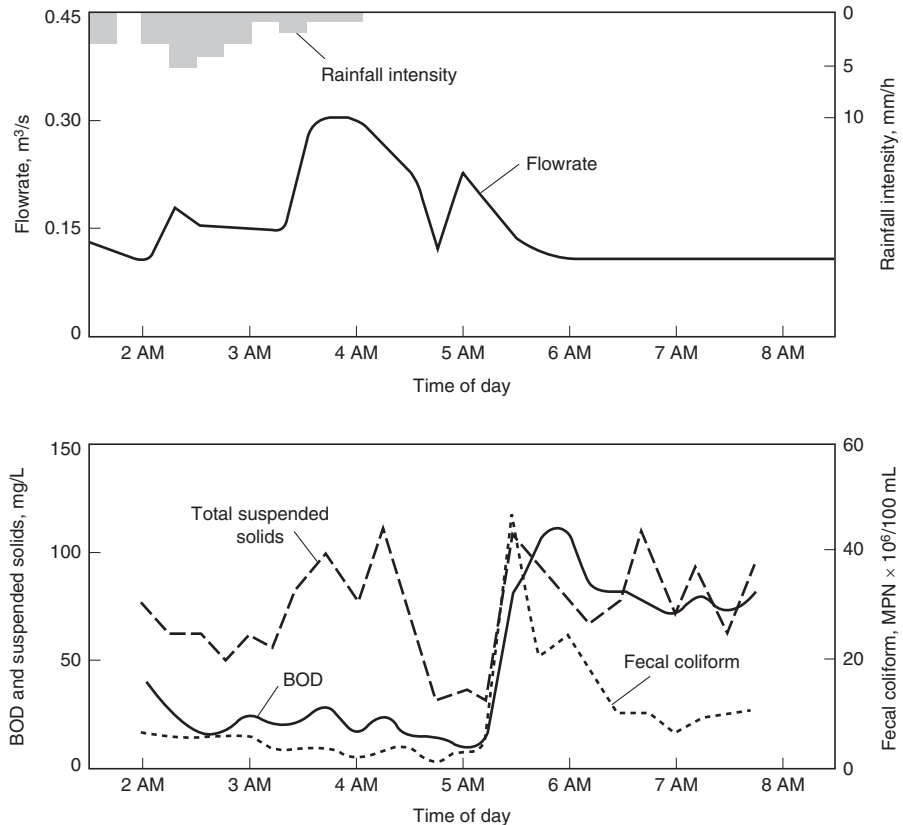 0.45
0.30
0.15
0
Flowrate, m³/s
0
5
10
Rainfall intensity, mm/h
Rainfall intensity
Flowrate
2 AM 3 AM 4 AM 5 AM 6 AM 7 AM 8 AM
Time of day
150
100
50
0
BOD and suspended solids, mg/L
60
40
20
0
Fecal coliform, MPN × 10⁶/100 mL
Total suspended
solids
BOD
Fecal coliform
2 AM 3 AM 4 AM 5 AM 6 AM 7 AM 8 AM
Time of day